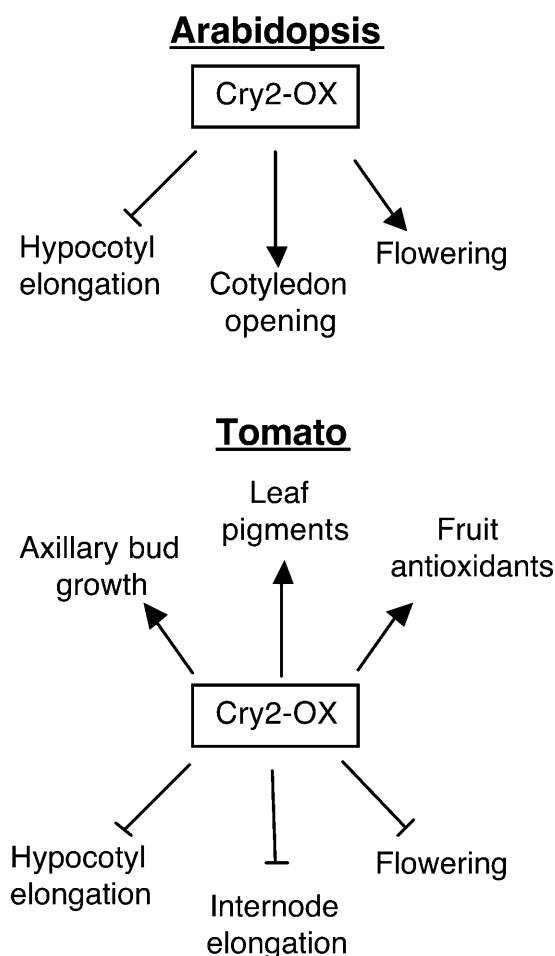 Arabidopsis
Cry2-OX
Hypocotyl
elongation
Cotyledon
opening
Flowering
Tomato
Axillary bud
growth
Leaf
pigments
Fruit
antioxidants
Cry2-OX
Hypocotyl
elongation
Internode
elongation
Flowering